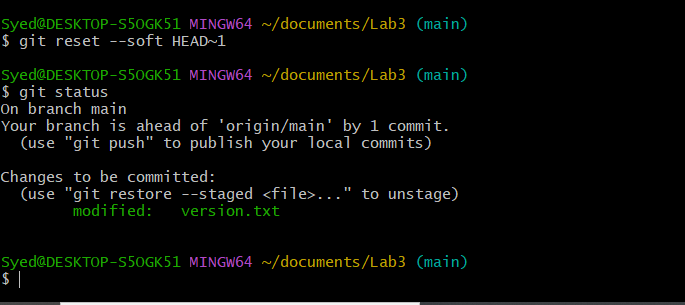 Syed@DESKTOP-S5OGK51 MINGW64 ~/documents/Lab3 (main)
$ git reset --soft HEAD~1
Syed@DESKTOP-S5OGK51 MINGW64 ~/documents/Lab3 (main)
$ git status
On branch main
Your branch is ahead of 'origin/main' by 1 commit.
  (use "git push" to publish your local commits)
Changes to be committed:
  (use "git restore --staged <file>..." to unstage)
        modified:   version.txt
Syed@DESKTOP-S5OGK51 MINGW64 ~/documents/Lab3 (main)
$